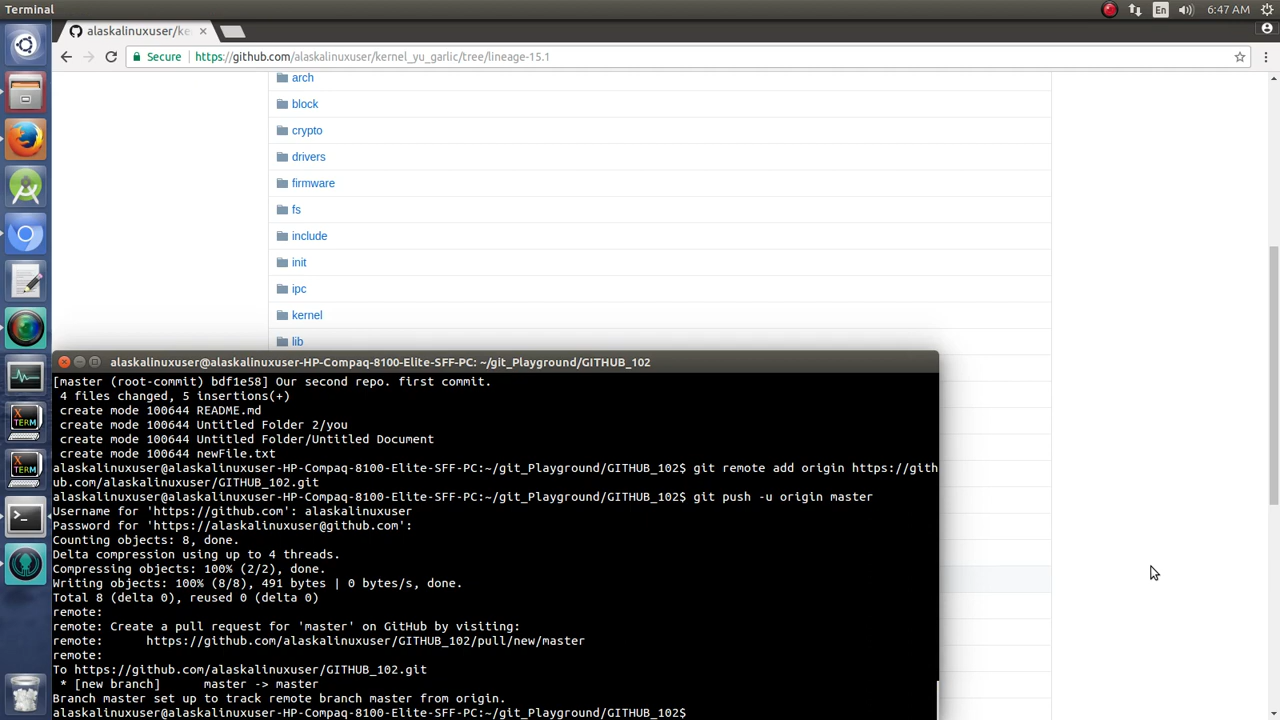 Terminal
En
6:47 AM
alaskalinuxuser/ke
Secure
https://github.com/alaskalinuxuser/kernel_yu_garlic/tree/lineage-15.1
arch
block
crypto
drivers
firmware
fs
include
init
ipc
kernel
lib
alaskalinuxuser@alaskalinuxuser-HP-Compaq-8100-Elite-SFF-PC: ~/git_Playground/GITHUB_102
[master (root-commit) bdf1e58] Our second repo. first commit.
4 files changed, 5 insertions(+)
create mode 100644 README.md
create mode 100644 Untitled Folder 2/you
create mode 100644 Untitled Folder/Untitled Document
create mode 100644 newFile.txt
alaskalinuxuser@alaskalinuxuser-HP-Compaq-8100-Elite-SFF-PC:~/git_Playground/GITHUB_102$ git remote add origin https://gith
ub.com/alaskalinuxuser/GITHUB_102.git
alaskalinuxuser@alaskalinuxuser-HP-Compaq-8100-Elite-SFF-PC:~/git_Playground/GITHUB_102$ git push -u origin master
Username for 'https://github.com': alaskalinuxuser
Password for 'https://alaskalinuxuser@github.com':
Counting objects: 8, done.
Delta compression using up to 4 threads.
Compressing objects: 100% (2/2), done.
Writing objects: 100% (8/8), 491 bytes | 0 bytes/s, done.
Total 8 (delta 0), reused 0 (delta 0)
remote:
remote: Create a pull request for 'master' on GitHub by visiting:
remote:      https://github.com/alaskalinuxuser/GITHUB_102/pull/new/master
remote:
To https://github.com/alaskalinuxuser/GITHUB_102.git
* [new branch]      master -> master
Branch master set up to track remote branch master from origin.
alaskalinuxuser@alaskalinuxuser-HP-Compaq-8100-Elite-SFF-PC:~/git_Playground/GITHUB_102$
X
TERM
X
TERM